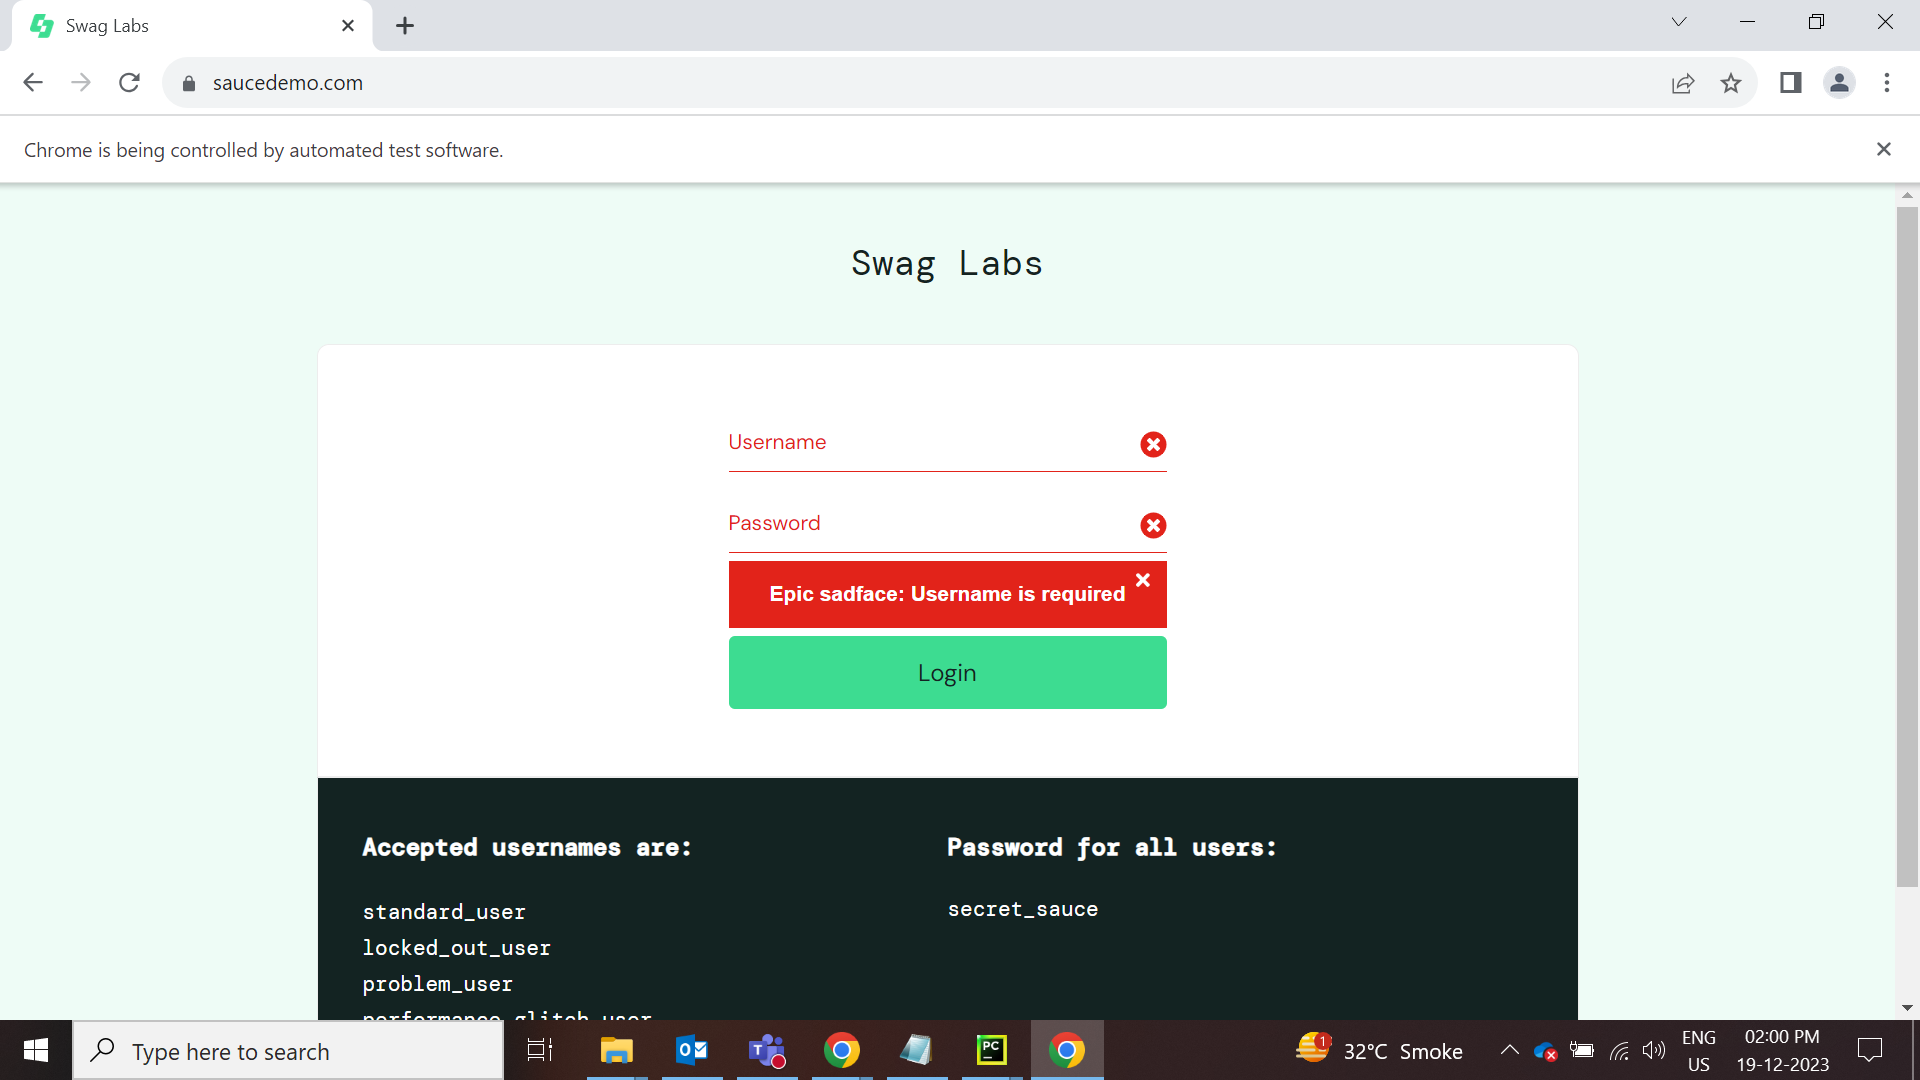 Swag Labs
saucedemo.com
Chrome is being controlled by automated test software.
Swag Labs
Username
Password
Epic sadface: Username is required
Login
Accepted usernames are:
standard_user
locked_out_user
problem_user
performance_glitch_user
Password for all users:
secret_sauce
Type here to search
1
32°C Smoke
ENG
US
02:00 PM
19-12-2023